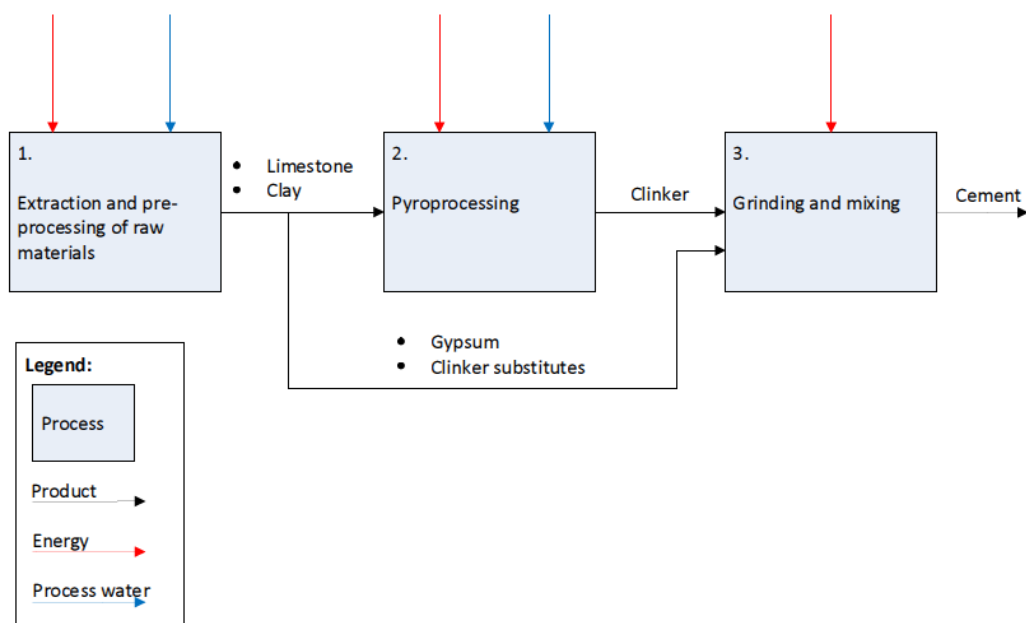 1.
Extraction and pre-
processing of raw
materials
• Limestone
• Clay
2.
Pyroprocessing
Clinker
3.
Grinding and mixing
Cement
• Gypsum
• Clinker substitutes
Legend:
Process
Product
Energy
Process water